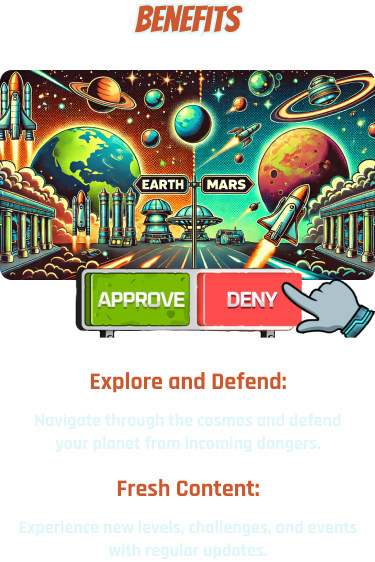 BENEFITS
EARTH MARS
APPROVE DENY
Explore and Defend:
Navigate through the cosmos and defend
your planet from incoming dangers.
Fresh Content:
Experience new levels, challenges, and events
with regular updates.